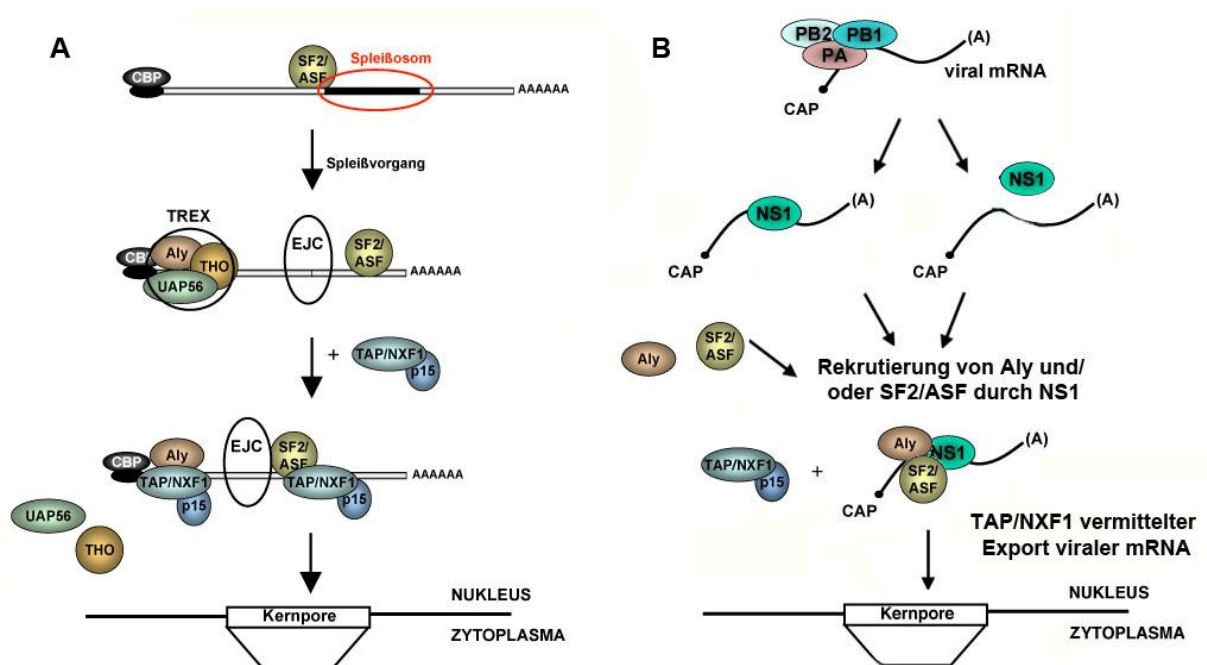 A
CBP
SF2/
ASF
Spleißosom
AAAAAA
Spleißvorgang
TREX
CBP
Aly
THO
UAP56
EJC
SF2/
ASF
AAAAAA
+
TAP/NXF1
p15
CBP
Aly
EJC
SF2/
ASF
TAP/NXF1
p15
TAP/NXF1
p15
AAAAAA
UAP56
THO
NUKLEUS
Kernpore
ZYTOPLASMA
B
PB2
PB1
PA
(A)
viral mRNA
CAP
NS1
(A)
CAP
NS1
(A)
CAP
Aly
SF2/
ASF
Rekrutierung von Aly und/
oder SF2/ASF durch NS1
TAP/NXF1
p15
+
Aly
NS1
SF2/
ASF
(A)
CAP
TAP/NXF1 vermittelter
Export viraler mRNA
NUKLEUS
Kernpore
ZYTOPLASMA